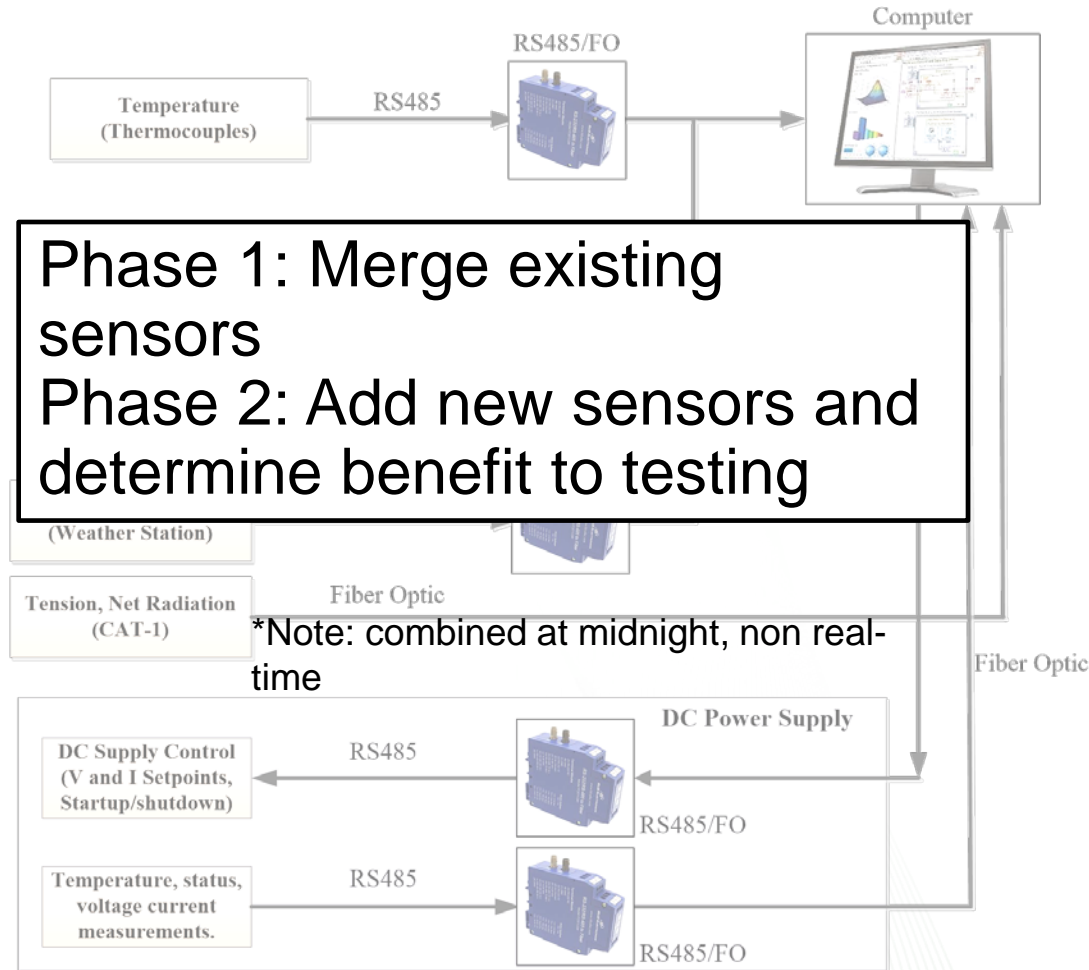 Computer
RS485/FO
Temperature
(Thermocouples)
RS485
Phase 1: Merge existing
sensors
Phase 2: Add new sensors and
determine benefit to testing
(Weather Station)
Tension, Net Radiation
(CAT-1)
Fiber Optic
*Note: combined at midnight, non real-
time
Fiber Optic
DC Power Supply
DC Supply Control
(V and I Setpoints,
Startup/shutdown)
RS485
RS485/FO
Temperature, status,
voltage current
measurements.
RS485
RS485/FO